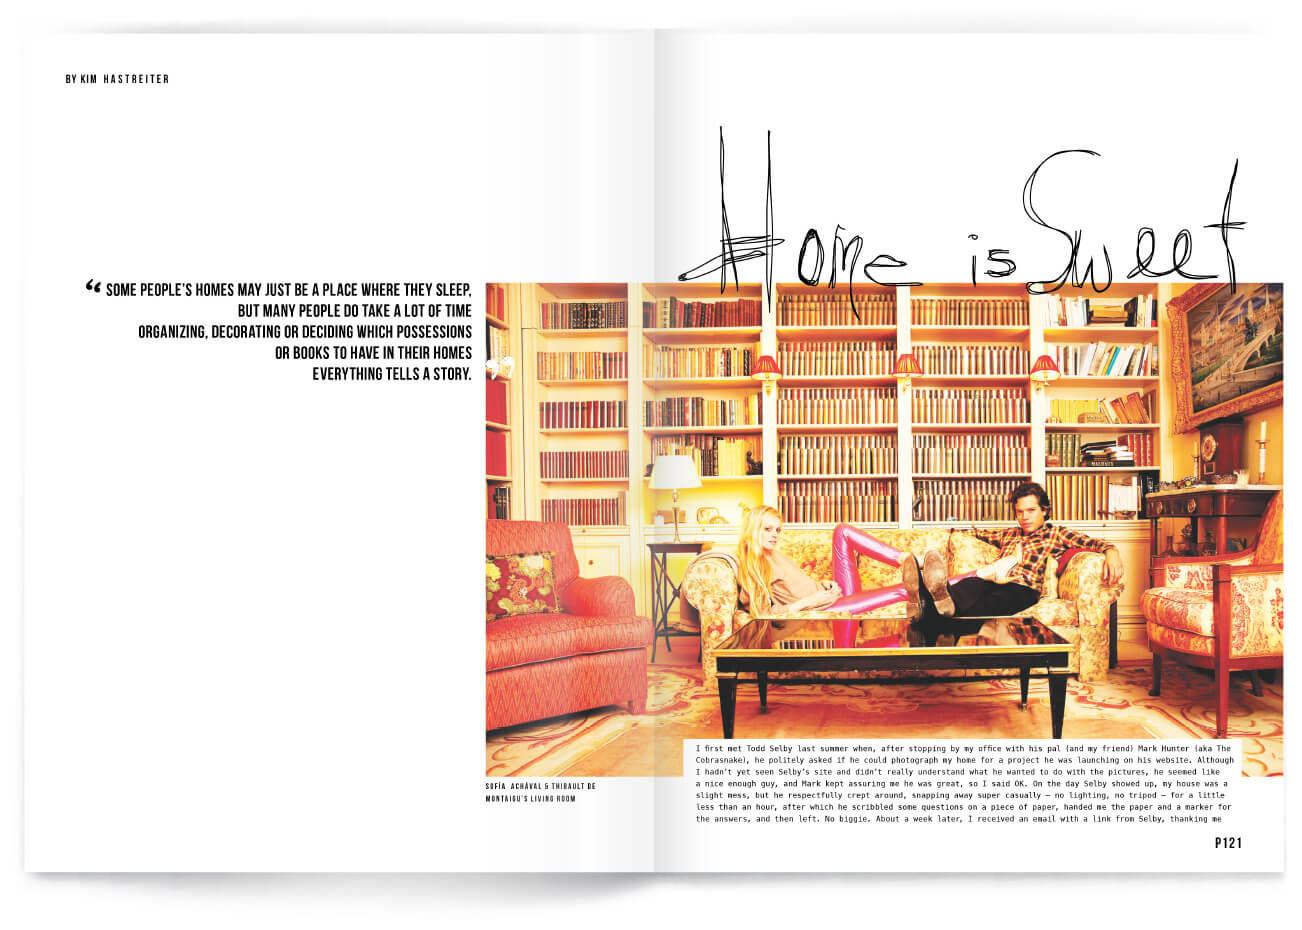 BY KIM HASTREITER
Home is Sweet
“ SOME PEOPLE'S HOMES MAY JUST BE A PLACE WHERE THEY SLEEP,
BUT MANY PEOPLE DO TAKE A LOT OF TIME
ORGANIZING, DECORATING OR DECIDING WHICH POSSESSIONS
OR BOOKS TO HAVE IN THEIR HOMES
EVERYTHING TELLS A STORY. ”
SOFÍA ACHÁVAL & THIBAULT DE
MONTAIGU'S LIVING ROOM
I first met Todd Selby last summer when, after stopping by my office with his pal (and my friend) Mark Hunter (aka The
Cobrasnake), he politely asked if he could photograph my home for a project he was launching on his website. Although
I hadn't yet seen Selby's site and didn't really understand what he wanted to do with the pictures, he seemed like
a nice enough guy, and Mark kept assuring me he was great, so I said OK. On the day Selby showed up, my house was a
slight mess, but he respectfully crept around, snapping away super casually — no lighting, no tripod — for a little
less than an hour, after which he scribbled some questions on a piece of paper, handed me the paper and a marker for
the answers, and then left. No biggie. About a week later, I received an email with a link from Selby, thanking me
P121